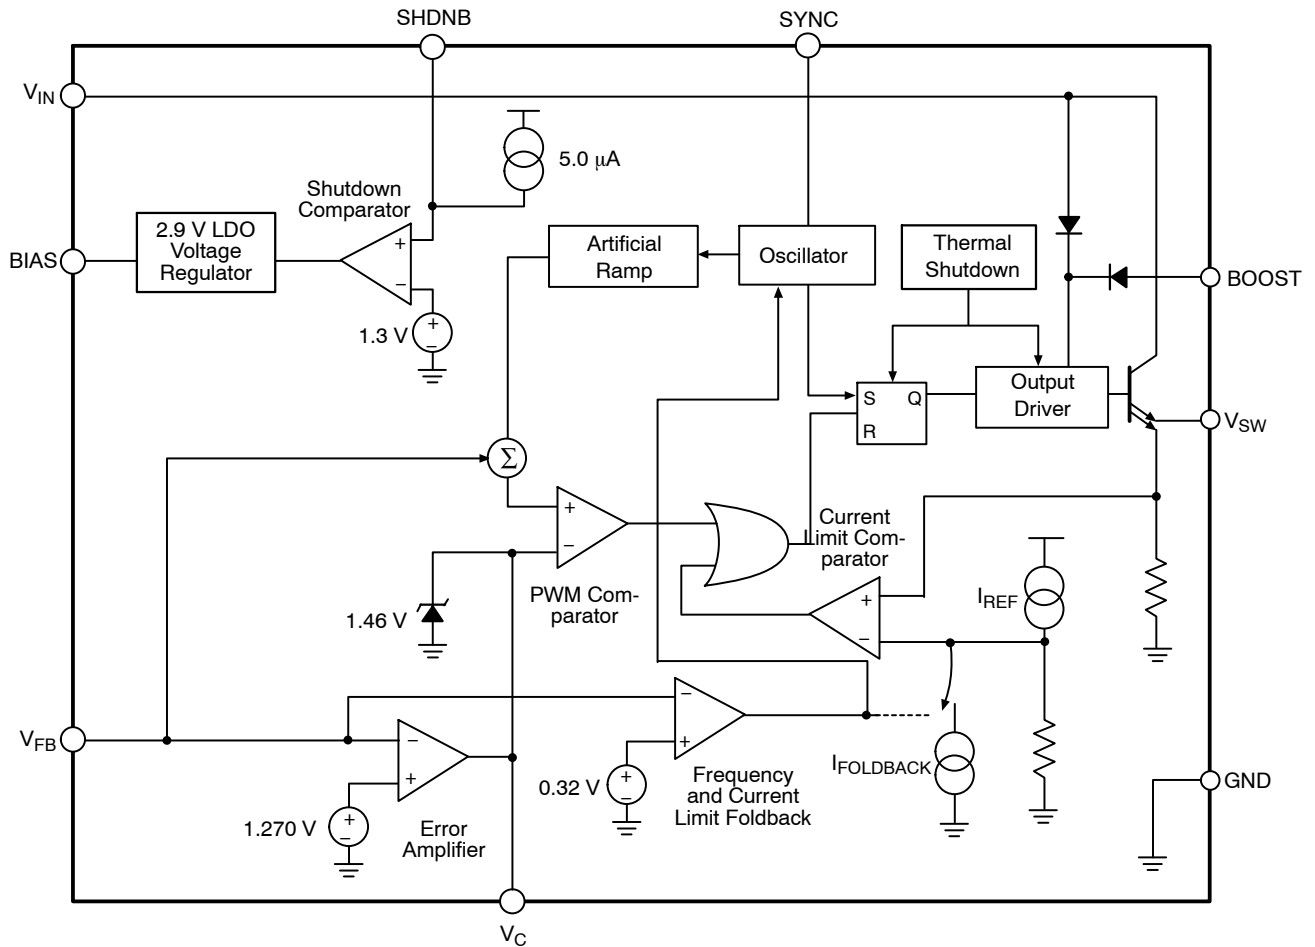 SHDNB
SYNC
V_IN
5.0 µA
Shutdown
Comparator
2.9 V LDO
Voltage
Regulator
BIAS
+
−
1.3 V
+
−
Artificial
Ramp
Oscillator
Thermal
Shutdown
BOOST
S
Q
R
Output
Driver
V_SW
Σ
+
−
PWM Com-
parator
1.46 V
Current
Limit Com-
parator
+
−
I_REF
V_FB
−
+
1.270 V
+
−
Error
Amplifier
−
+
0.32 V
+
−
Frequency
and Current
Limit Foldback
I_FOLDBACK
GND
V_C